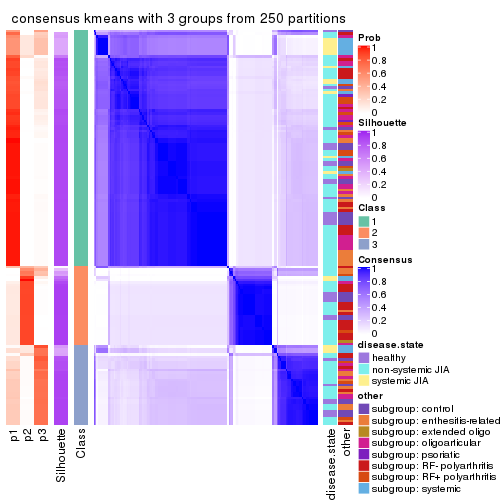 consensus kmeans with 3 groups from 250 partitions
Prob
1
0.8
0.6
0.4
0.2
0
Silhouette
1
0.8
0.6
0.4
0.2
0
Class
1
2
3
Consensus
1
0.8
0.6
0.4
0.2
0
disease.state
healthy
non-systemic JIA
systemic JIA
other
subgroup: control
subgroup: enthesitis-related
subgroup: extended oligo
subgroup: oligoarticular
subgroup: psoriatic
subgroup: RF- polyarthritis
subgroup: RF+ polyarthritis
subgroup: systemic
p1
p2
p3
Silhouette
Class
disease.state
other